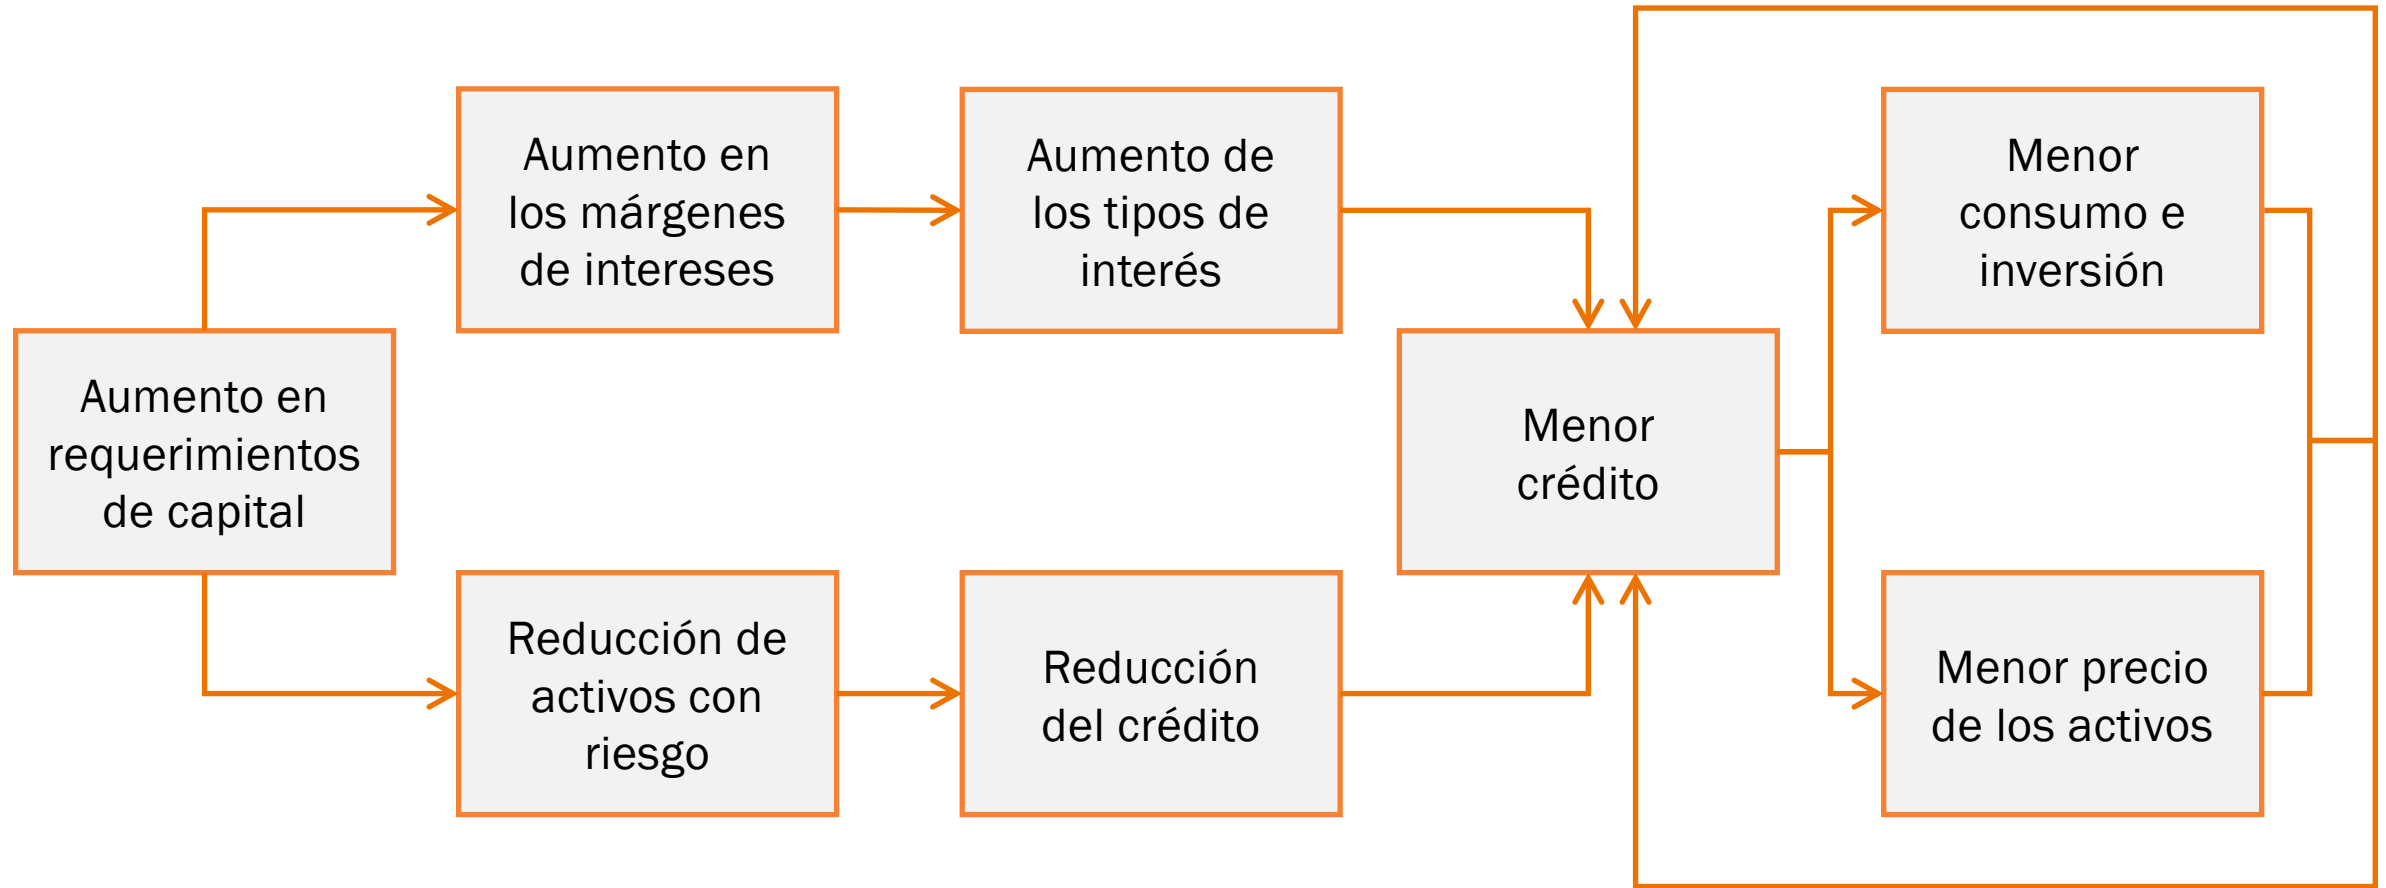 Aumento en
requerimientos
de capital
Aumento en
los márgenes
de intereses
Aumento de
los tipos de
interés
Reducción de
activos con
riesgo
Reducción
del crédito
Menor
crédito
Menor
consumo e
inversión
Menor precio
de los activos